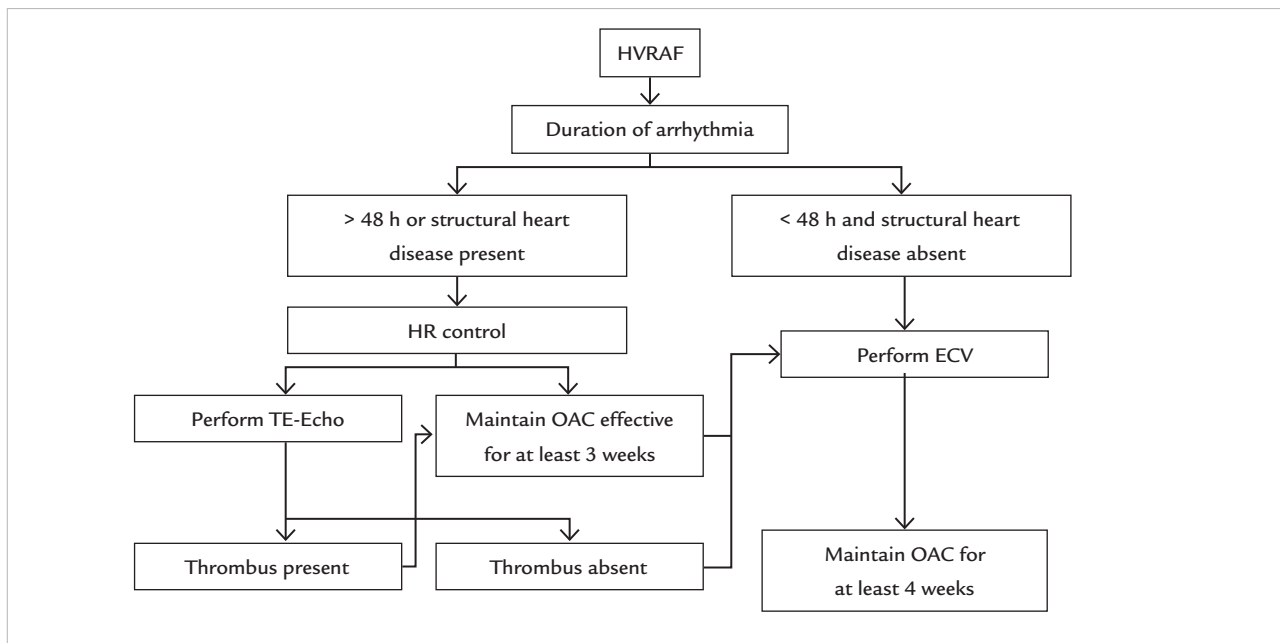 HVRAF
Duration of arrhythmia
> 48 h or structural heart
disease present
< 48 h and structural heart
disease absent
HR control
Perform ECV
Perform TE-Echo
Maintain OAC effective
for at least 3 weeks
Thrombus present
Thrombus absent
Maintain OAC for
at least 4 weeks